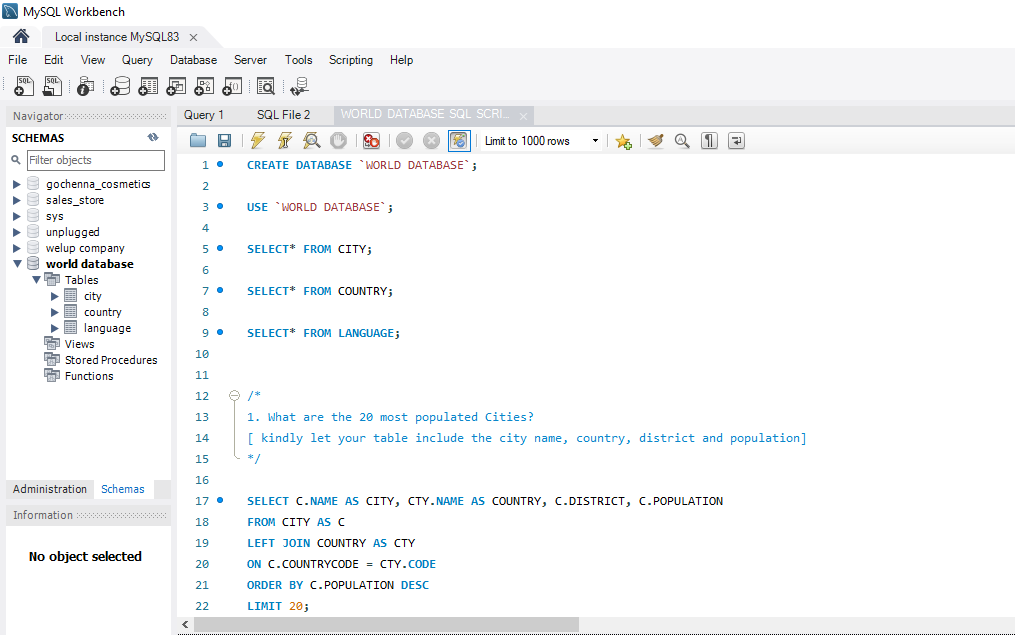 MySQL Workbench
Local instance MySQL83 ×
File Edit View Query Database Server Tools Scripting Help
Navigator
SCHEMAS
Filter objects
gochenna_cosmetics
sales_store
sys
unplugged
welup company
world database
Tables
city
country
language
Views
Stored Procedures
Functions
Administration Schemas
Information
No object selected
Query 1 SQL File 2 WORLD DATABASE SQL SCRI... ×
Limit to 1000 rows
1 CREATE DATABASE `WORLD DATABASE`;
2
3 USE `WORLD DATABASE`;
4
5 SELECT* FROM CITY;
6
7 SELECT* FROM COUNTRY;
8
9 SELECT* FROM LANGUAGE;
10
11
12 /*
13 1. What are the 20 most populated Cities?
14 [ kindly let your table include the city name, country, district and population]
15 */
16
17 SELECT C.NAME AS CITY, CTY.NAME AS COUNTRY, C.DISTRICT, C.POPULATION
18 FROM CITY AS C
19 LEFT JOIN COUNTRY AS CTY
20 ON C.COUNTRYCODE = CTY.CODE
21 ORDER BY C.POPULATION DESC
22 LIMIT 20;